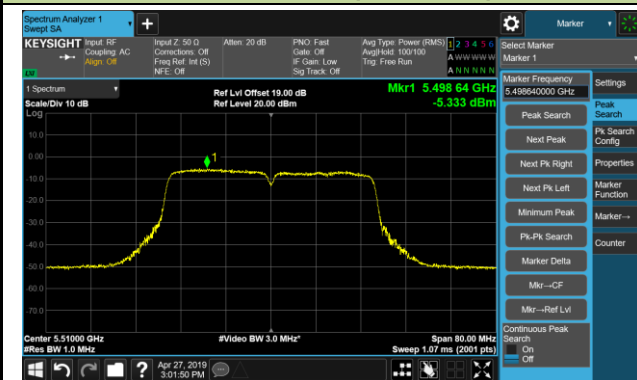 Spectrum Analyzer 1
Swept SA
+
Marker
KEYSIGHT
Input: RF
Coupling: AC
Align: Off
Input Z: 50 Ω
Corrections: Off
Freq Ref: Int (S)
NFE: Off
Atten: 20 dB
PNO: Fast
Gate: Off
IF Gain: Low
Sig Track: Off
Avg Type: Power (RMS)
Avg|Hold: 100/100
Trig: Free Run
1 2 3 4 5 6
A W W W W W
A N N N N N
Select Marker
Marker 1
1 Spectrum
Scale/Div 10 dB
Log
Ref Lvl Offset 19.00 dB
Ref Level 20.00 dBm
Mkr1 5.498 64 GHz
-5.333 dBm
Marker Frequency
5.498640000 GHz
Settings
Peak Search
Next Peak
Next Pk Right
Next Pk Left
Minimum Peak
Pk-Pk Search
Marker Delta
Mkr→CF
Mkr→Ref Lvl
Continuous Peak
Search
On
Off
Peak
Search
Pk Search
Config
Properties
Marker
Function
Marker→
Counter
10.0
0.00
-10.0
-20.0
-30.0
-40.0
-50.0
-60.0
-70.0
1
Center 5.51000 GHz
#Res BW 1.0 MHz
#Video BW 3.0 MHz*
Span 80.00 MHz
Sweep 1.07 ms (2001 pts)
?
Apr 27, 2019
3:01:50 PM